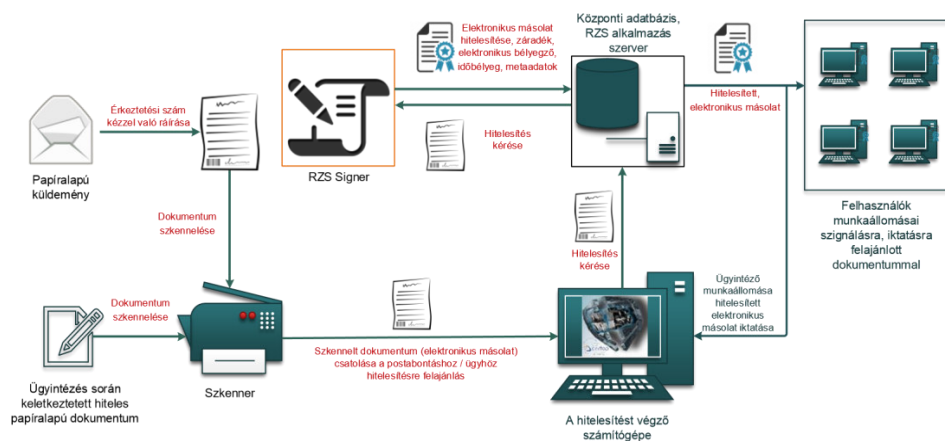 Elektronikus másolat
hitelesítése, záradék,
elektronikus bélyegző,
időbélyeg, metaadatok
Központi adatbázis,
RZS alkalmazás
szerver
Érkeztetési szám
kézzel való ráírása
Hitelesített,
elektronikus másolat
Hitelesítés
kérése
Papíralapú
küldemény
RZS Signer
Felhasználók
munkaállomásai
szignálásra, iktatásra
felajánlott
dokumentummal
Dokumentum
szkennelése
Hitelesítés
kérése
Ügyintéző
munkaállomása
hitelesített
elektronikus
másolat iktatása
Dokumentum
szkennelése
Szkennelt dokumentum (elektronikus másolat)
csatolása a postabontáshoz / ügyhöz
hitelesítésre felajánlás
Ügyintézés során
keletkeztetett hiteles
papíralapú dokumentum
Szkenner
A hitelesítést végző
számítógépe